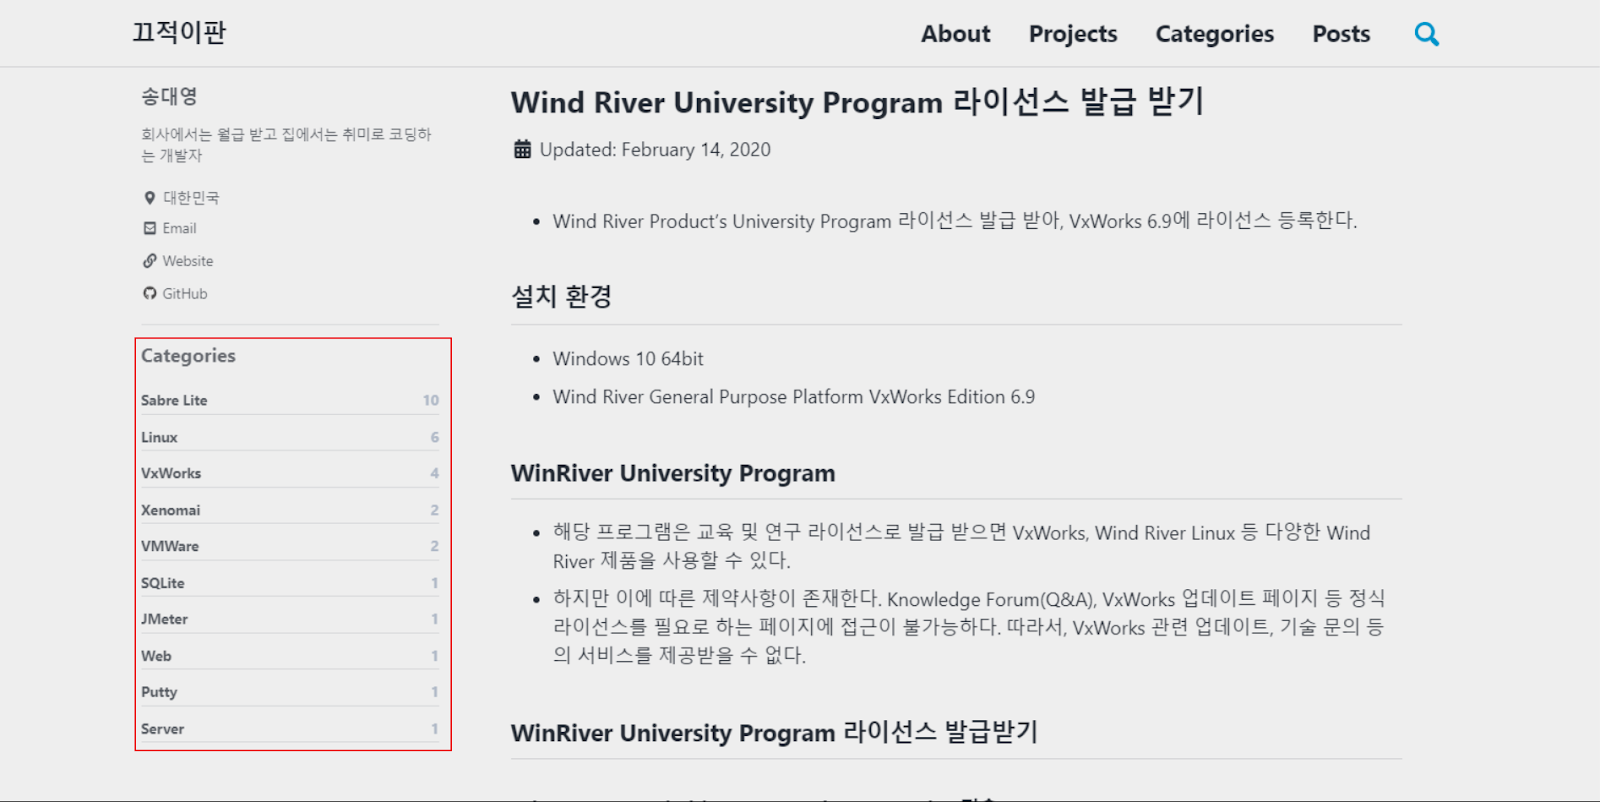 끄적이판
About Projects Categories Posts
송대영
회사에서는 월급 받고 집에서는 취미로 코딩하
는 개발자
대한민국
Email
Website
GitHub
Categories
Sabre Lite 10
Linux 6
VxWorks 4
Xenomai 2
VMWare 2
SQLite 1
JMeter 1
Web 1
Putty 1
Server 1
Wind River University Program 라이선스 발급 받기
Updated: February 14, 2020
• Wind River Product’s University Program 라이선스 발급 받아, VxWorks 6.9에 라이선스 등록한다.
설치 환경
• Windows 10 64bit
• Wind River General Purpose Platform VxWorks Edition 6.9
WinRiver University Program
• 해당 프로그램은 교육 및 연구 라이선스로 발급 받으면 VxWorks, Wind River Linux 등 다양한 Wind
River 제품을 사용할 수 있다.
• 하지만 이에 따른 제약사항이 존재한다. Knowledge Forum(Q&A), VxWorks 업데이트 페이지 등 정식
라이선스를 필요로 하는 페이지에 접근이 불가능하다. 따라서, VxWorks 관련 업데이트, 기술 문의 등
의 서비스를 제공받을 수 없다.
WinRiver University Program 라이선스 발급받기